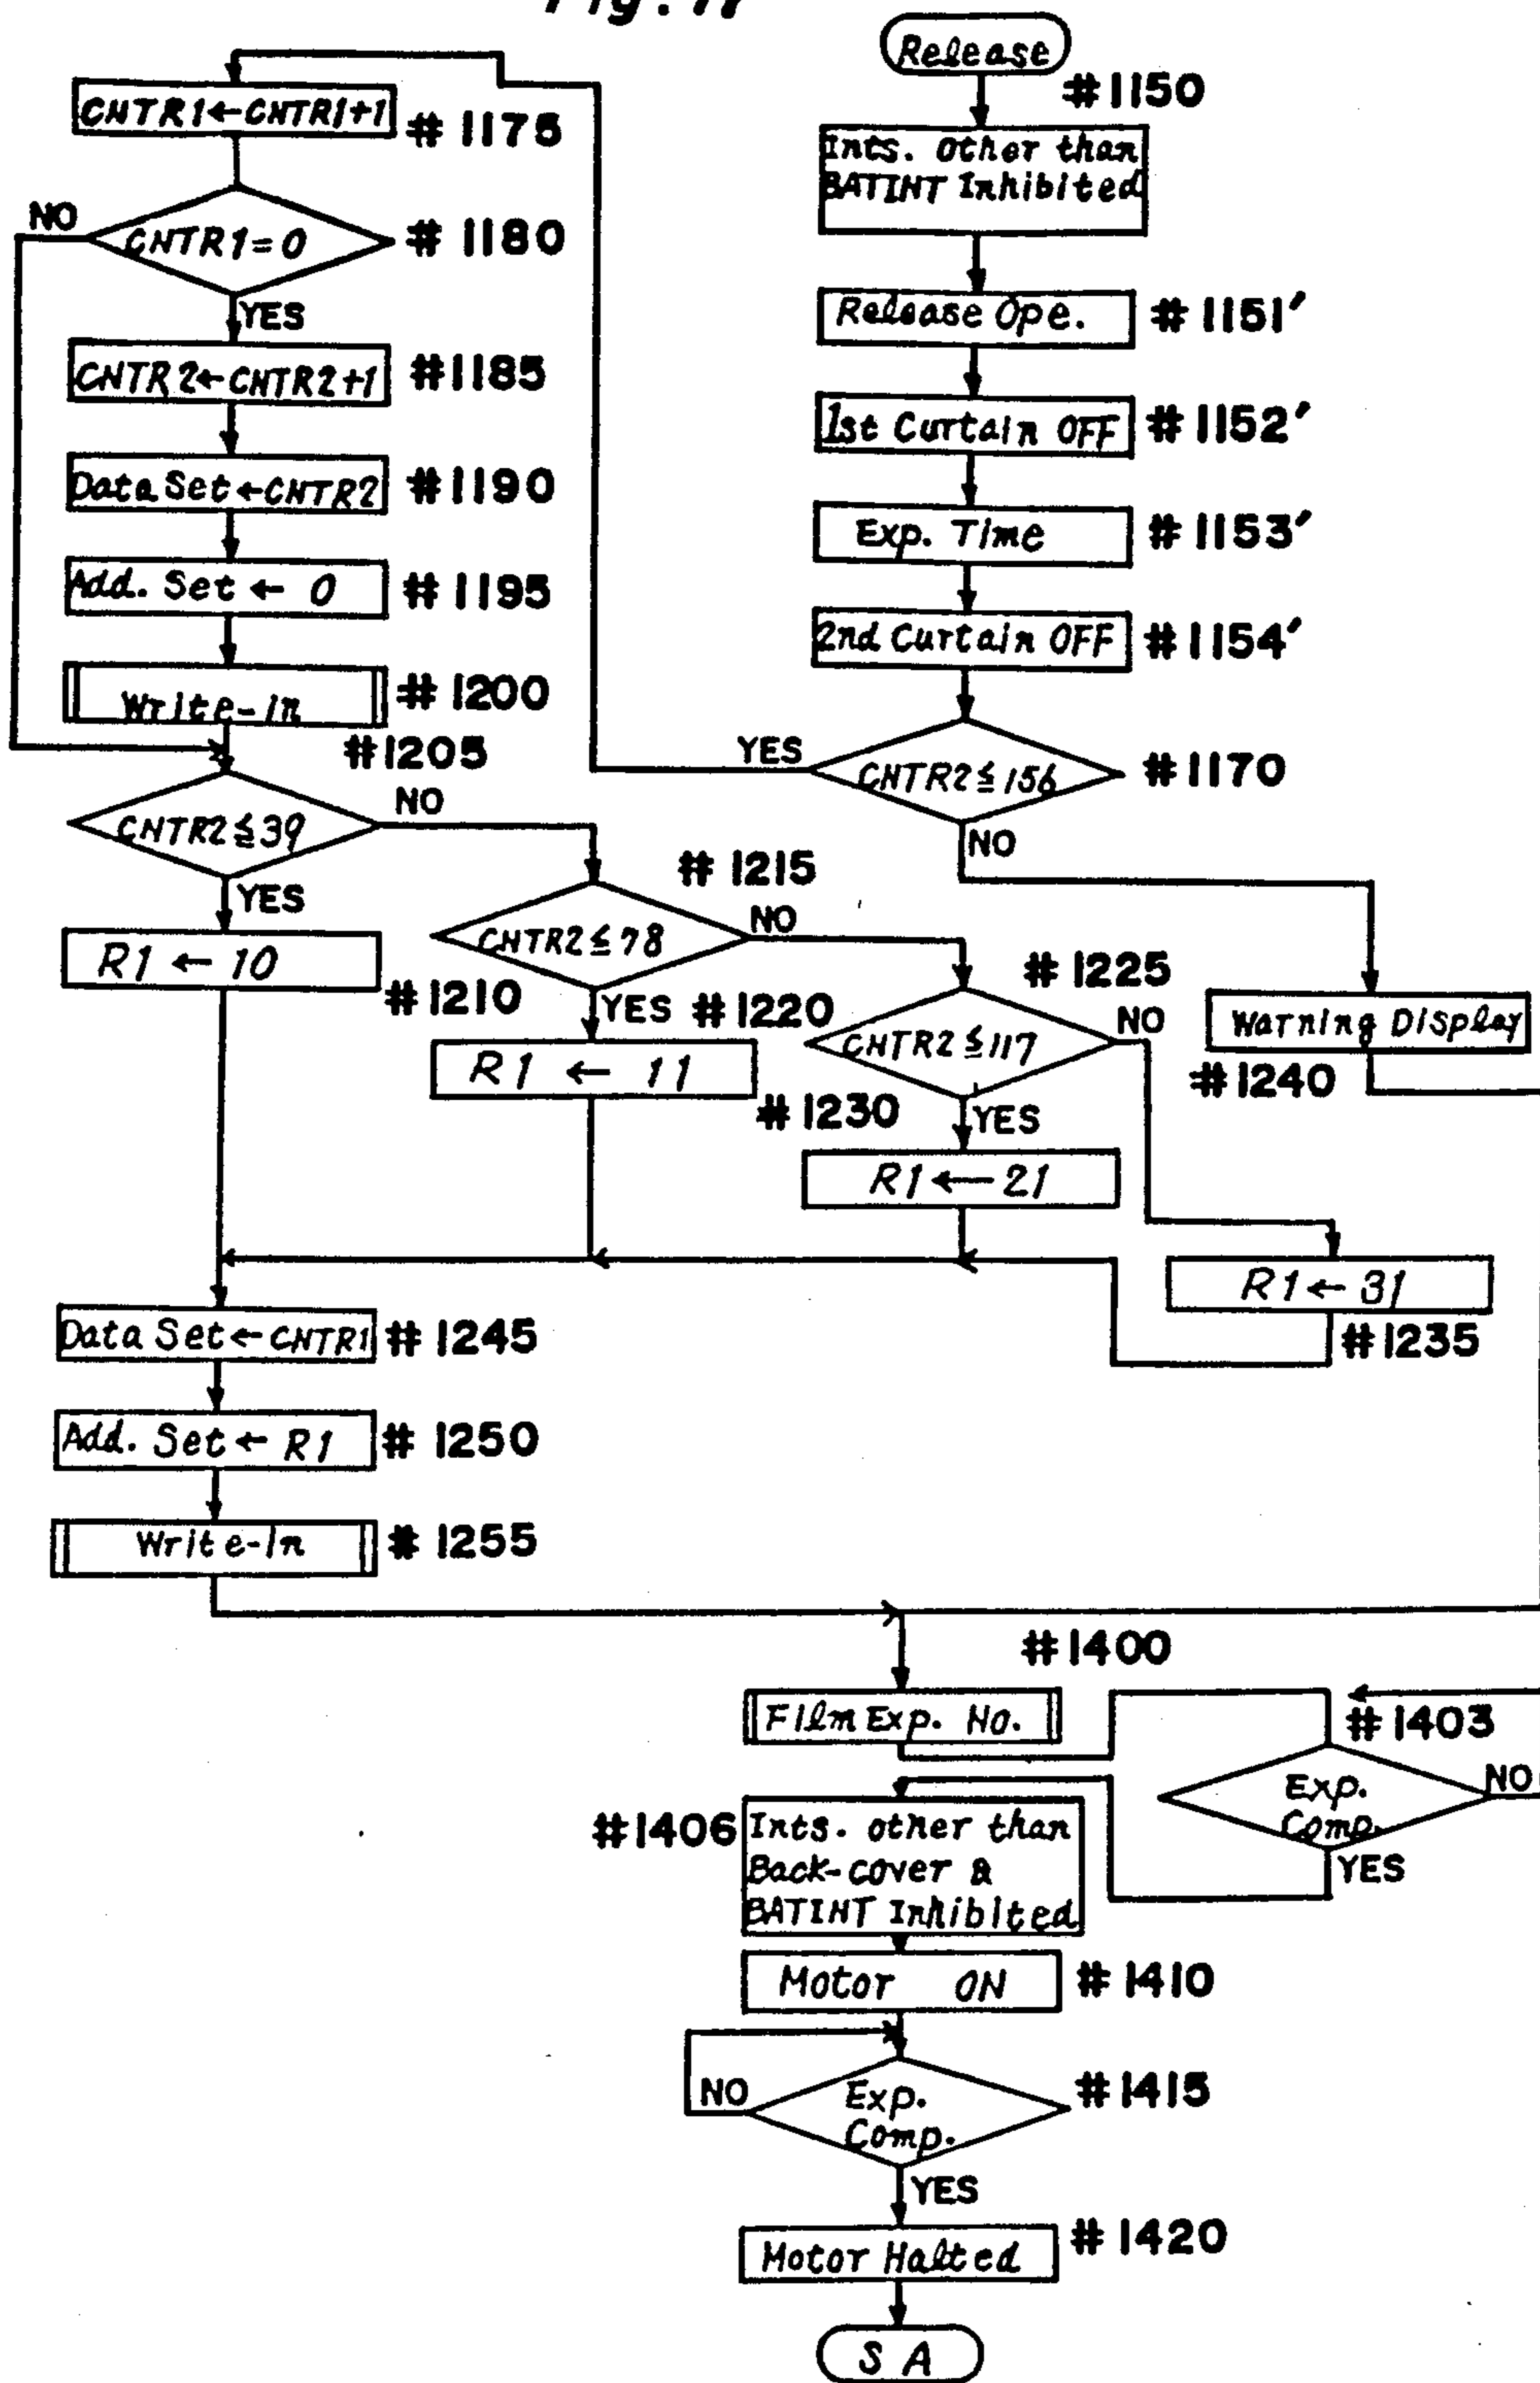 Fig. 17
Release
#1150
Ints. other than
BATINT Inhibited
Release Ope.
#1151'
1st Curtain OFF
#1152'
Exp. Time
#1153'
2nd Curtain OFF
#1154'
CNTR2≦156
#1170
YES
NO
CNTR1←CNTR1+1
#1175
CNTR1=0
#1180
NO
YES
CNTR2←CNTR2+1
#1185
Data Set←CNTR2
#1190
Add. Set ← 0
#1195
Write-in
#1200
#1205
CNTR2≦39
NO
YES
R1 ← 10
#1210
#1215
CNTR2≦78
NO
YES
#1220
R1 ← 11
#1225
CNTR2≦117
NO
#1230
YES
R1 ← 21
R1 ← 31
#1235
Warning Display
#1240
Data Set←CNTR1
#1245
Add. Set← R1
#1250
Write-In
#1255
#1400
Film Exp. No.
#1403
Exp.
Comp.
NO
YES
#1406
Ints. other than
Back-cover &
BATINT Inhibited
Motor ON
#1410
Exp.
Comp.
#1415
NO
YES
Motor Halted
#1420
S A